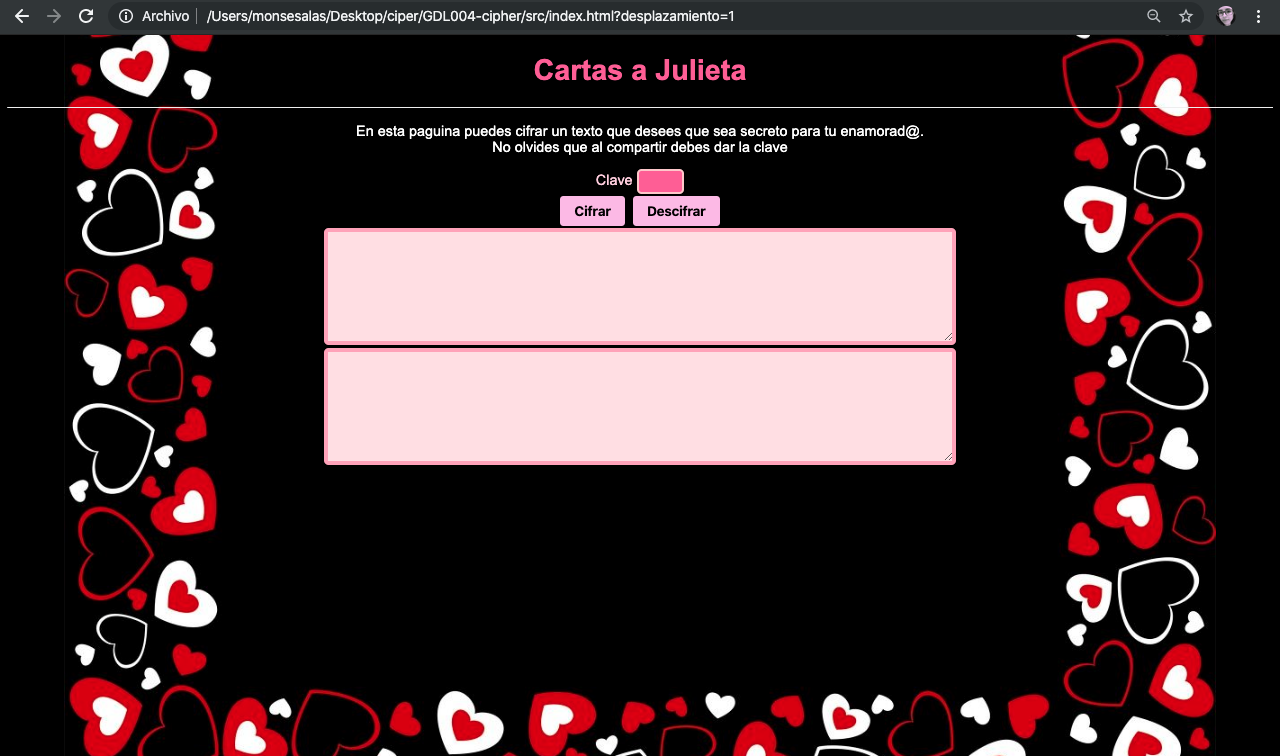 Archivo /Users/monsesalas/Desktop/ciper/GDL004-cipher/src/index.html?desplazamiento=1
Cartas a Julieta
En esta paguina puedes cifrar un texto que desees que sea secreto para tu enamorad@.
No olvides que al compartir debes dar la clave
Clave
Cifrar Descifrar